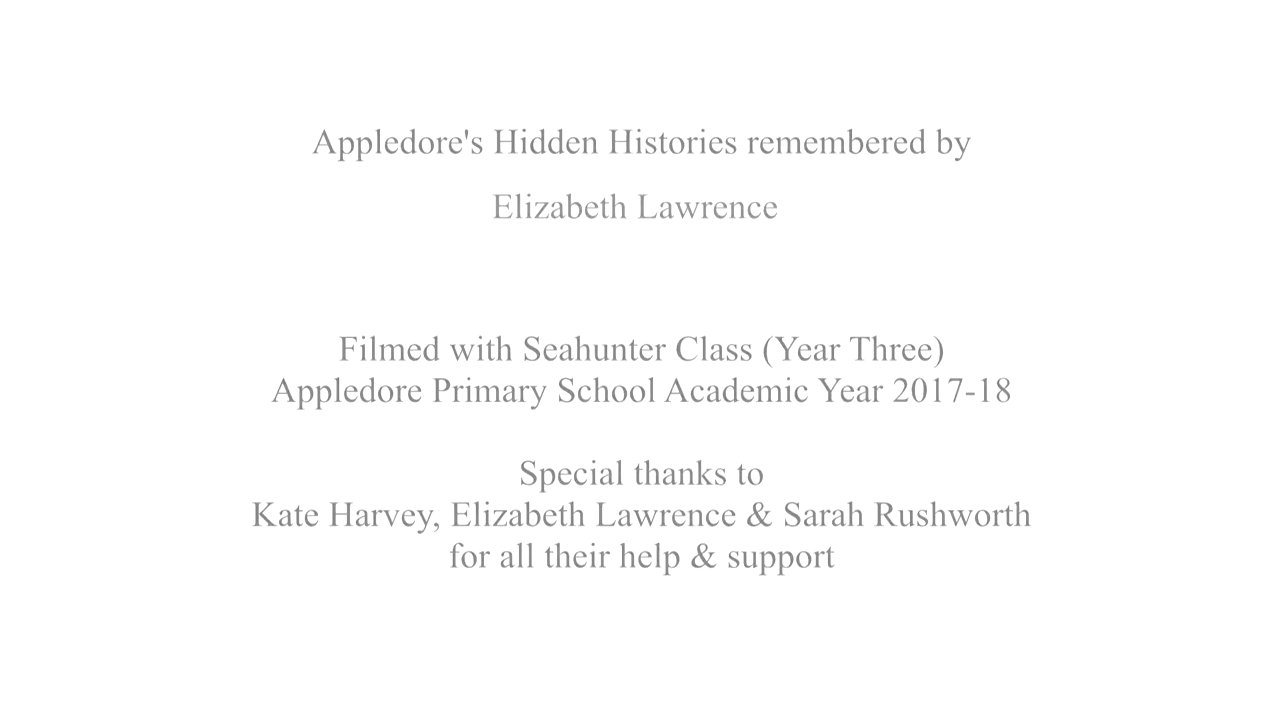 Appledore's Hidden Histories remembered by
Elizabeth Lawrence
Filmed with Seahunter Class (Year Three)
Appledore Primary School Academic Year 2017-18
Special thanks to
Kate Harvey, Elizabeth Lawrence & Sarah Rushworth
for all their help & support